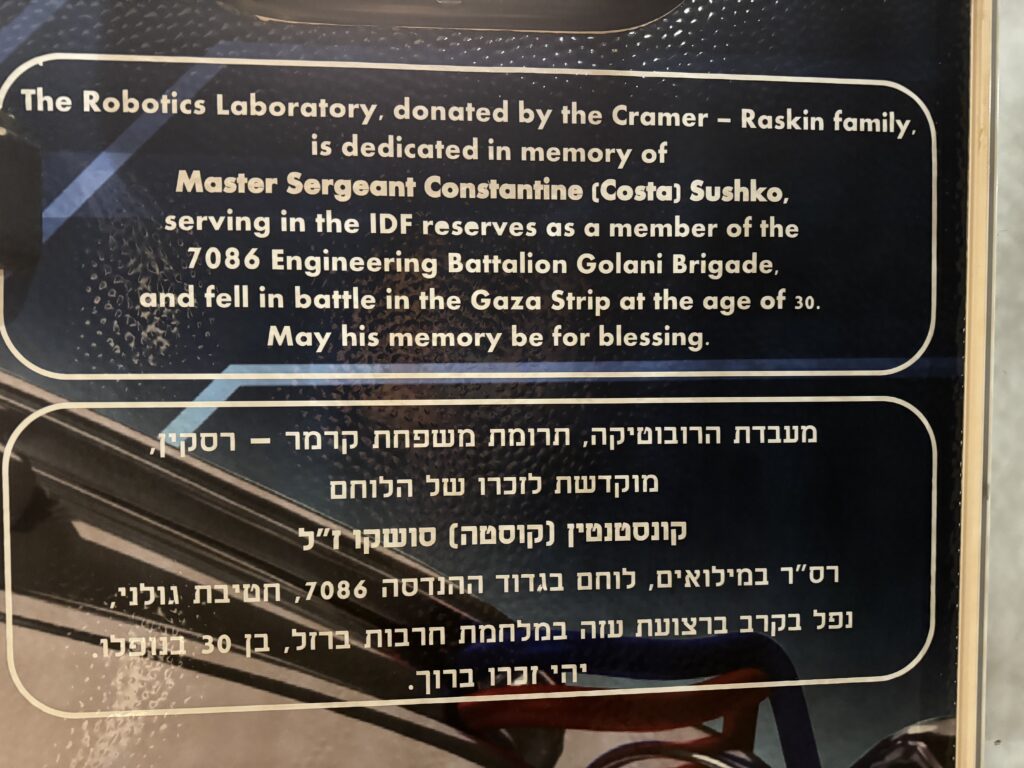 The Robotics Laboratory, donated by the Cramer – Raskin family,
is dedicated in memory of
Master Sergeant Constantine (Costa) Sushko,
serving in the IDF reserves as a member of the
7086 Engineering Battalion Golani Brigade,
and fell in battle in the Gaza Strip at the age of 30.
May his memory be for blessing.
מעבדת הרובוטיקה, תרומת משפחת קרמר – רסקין,
מוקדשת לזכרו של הלוחם
קונסטנטין (קוסטה) סושקו ז"ל
רס"ר במילואים, לוחם בגדוד ההנדסה 7086, חטיבת גולני,
נפל בקרב ברצועת עזה במלחמת חרבות ברזל, בן 30 בנופלו.
יהי זכרו ברוך.